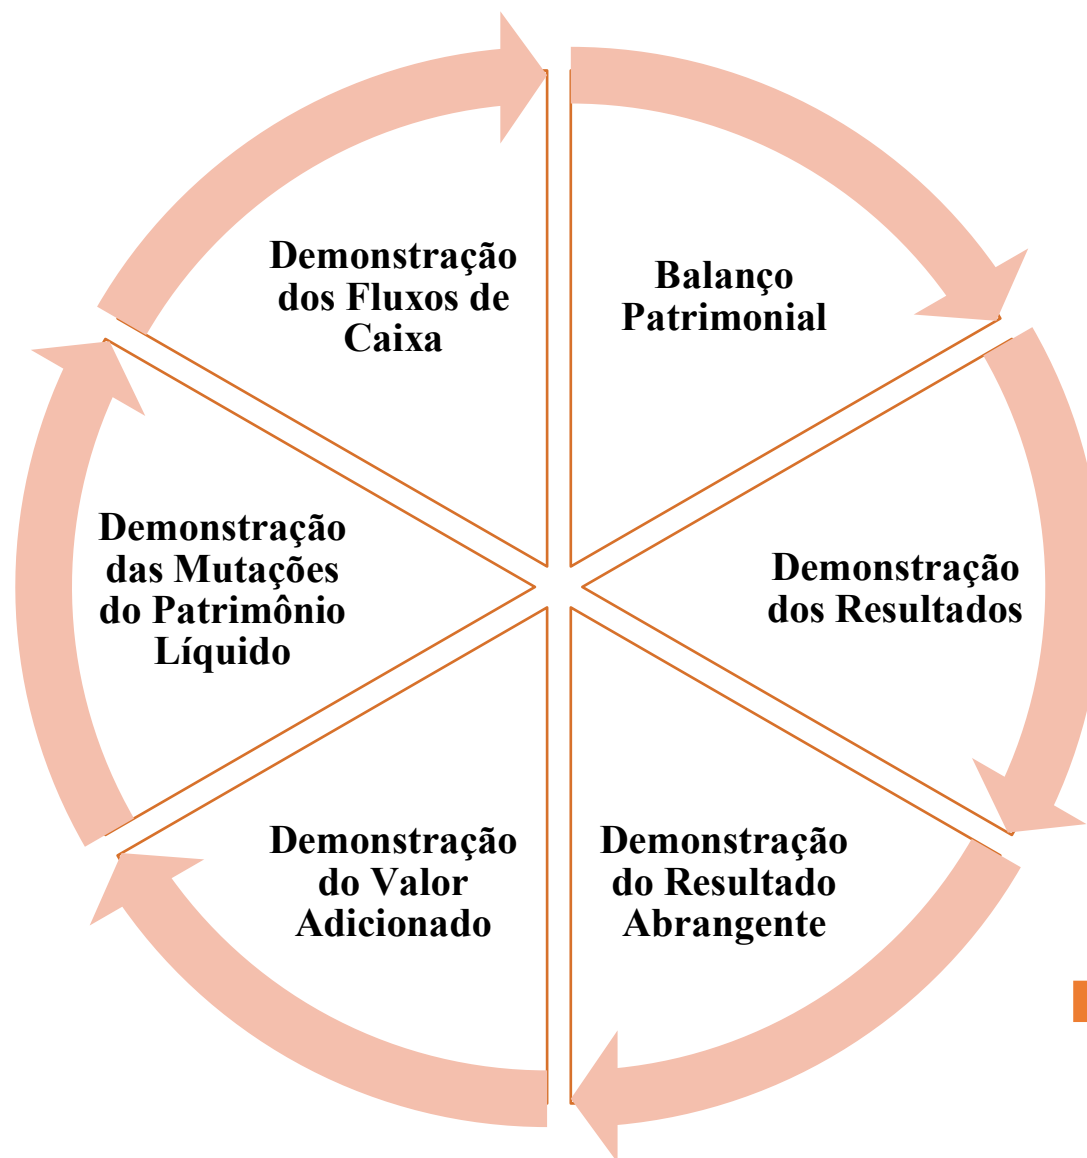 Demonstração
dos Fluxos de
Caixa
Balanço
Patrimonial
Demonstração
das Mutações
do Patrimônio
Líquido
Demonstração
dos Resultados
Demonstração
do Valor
Adicionado
Demonstração
do Resultado
Abrangente